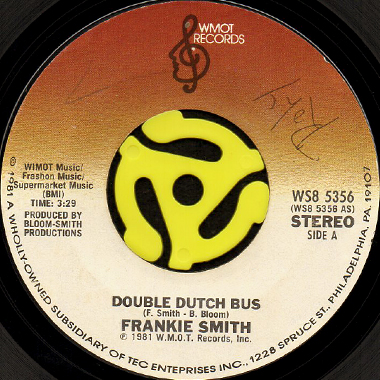 WMOT
RECORDS
WIMOT Music/
Frashon Music/
Supermarket Music
(BMI)
TIME: 3:29
PRODUCED BY
BLOOM-SMITH
PRODUCTIONS
WS8 5356
(WS8 5356 AS)
STEREO
SIDE A
DOUBLE DUTCH BUS
(F. Smith - B. Bloom)
FRANKIE SMITH
℗ 1981 W.M.O.T. Records, Inc.
© 1981 A WHOLLY-OWNED SUBSIDIARY OF TEC ENTERPRISES INC., 1228 SPRUCE ST. PHILADELPHIA, PA. 19107